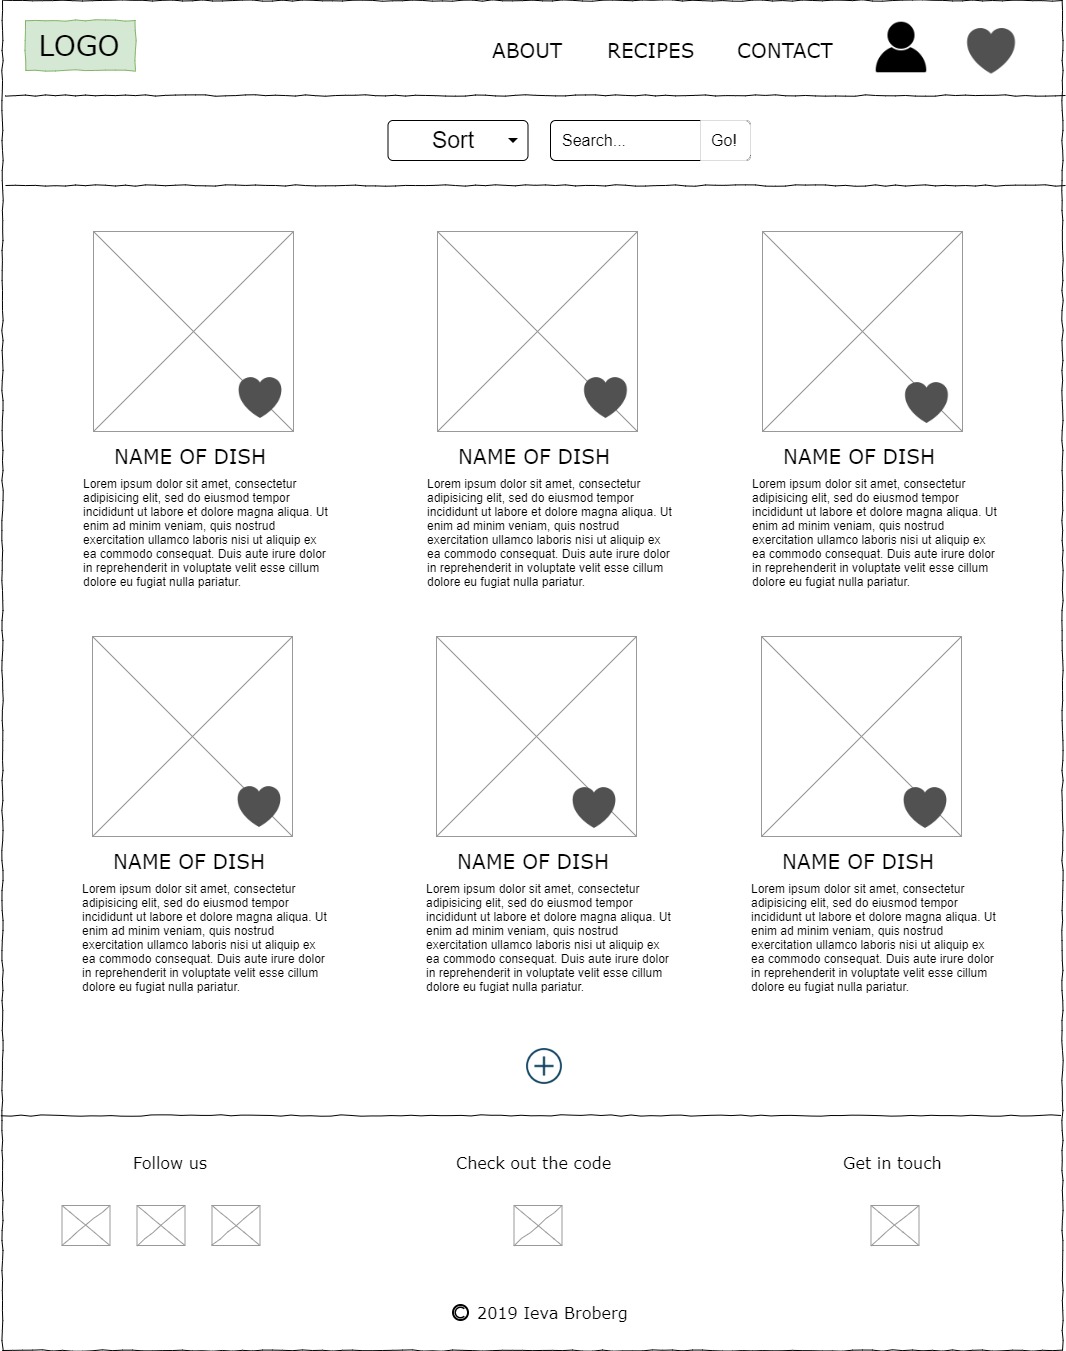 LOGO
ABOUT RECIPES CONTACT
Sort Search... Go!
NAME OF DISH
Lorem ipsum dolor sit amet, consectetur
adipisicing elit, sed do eiusmod tempor
incididunt ut labore et dolore magna aliqua. Ut
enim ad minim veniam, quis nostrud
exercitation ullamco laboris nisi ut aliquip ex
ea commodo consequat. Duis aute irure dolor
in reprehenderit in voluptate velit esse cillum
dolore eu fugiat nulla pariatur.
NAME OF DISH
Lorem ipsum dolor sit amet, consectetur
adipisicing elit, sed do eiusmod tempor
incididunt ut labore et dolore magna aliqua. Ut
enim ad minim veniam, quis nostrud
exercitation ullamco laboris nisi ut aliquip ex
ea commodo consequat. Duis aute irure dolor
in reprehenderit in voluptate velit esse cillum
dolore eu fugiat nulla pariatur.
NAME OF DISH
Lorem ipsum dolor sit amet, consectetur
adipisicing elit, sed do eiusmod tempor
incididunt ut labore et dolore magna aliqua. Ut
enim ad minim veniam, quis nostrud
exercitation ullamco laboris nisi ut aliquip ex
ea commodo consequat. Duis aute irure dolor
in reprehenderit in voluptate velit esse cillum
dolore eu fugiat nulla pariatur.
NAME OF DISH
Lorem ipsum dolor sit amet, consectetur
adipisicing elit, sed do eiusmod tempor
incididunt ut labore et dolore magna aliqua. Ut
enim ad minim veniam, quis nostrud
exercitation ullamco laboris nisi ut aliquip ex
ea commodo consequat. Duis aute irure dolor
in reprehenderit in voluptate velit esse cillum
dolore eu fugiat nulla pariatur.
NAME OF DISH
Lorem ipsum dolor sit amet, consectetur
adipisicing elit, sed do eiusmod tempor
incididunt ut labore et dolore magna aliqua. Ut
enim ad minim veniam, quis nostrud
exercitation ullamco laboris nisi ut aliquip ex
ea commodo consequat. Duis aute irure dolor
in reprehenderit in voluptate velit esse cillum
dolore eu fugiat nulla pariatur.
NAME OF DISH
Lorem ipsum dolor sit amet, consectetur
adipisicing elit, sed do eiusmod tempor
incididunt ut labore et dolore magna aliqua. Ut
enim ad minim veniam, quis nostrud
exercitation ullamco laboris nisi ut aliquip ex
ea commodo consequat. Duis aute irure dolor
in reprehenderit in voluptate velit esse cillum
dolore eu fugiat nulla pariatur.
Follow us
Check out the code
Get in touch
© 2019 Ieva Broberg